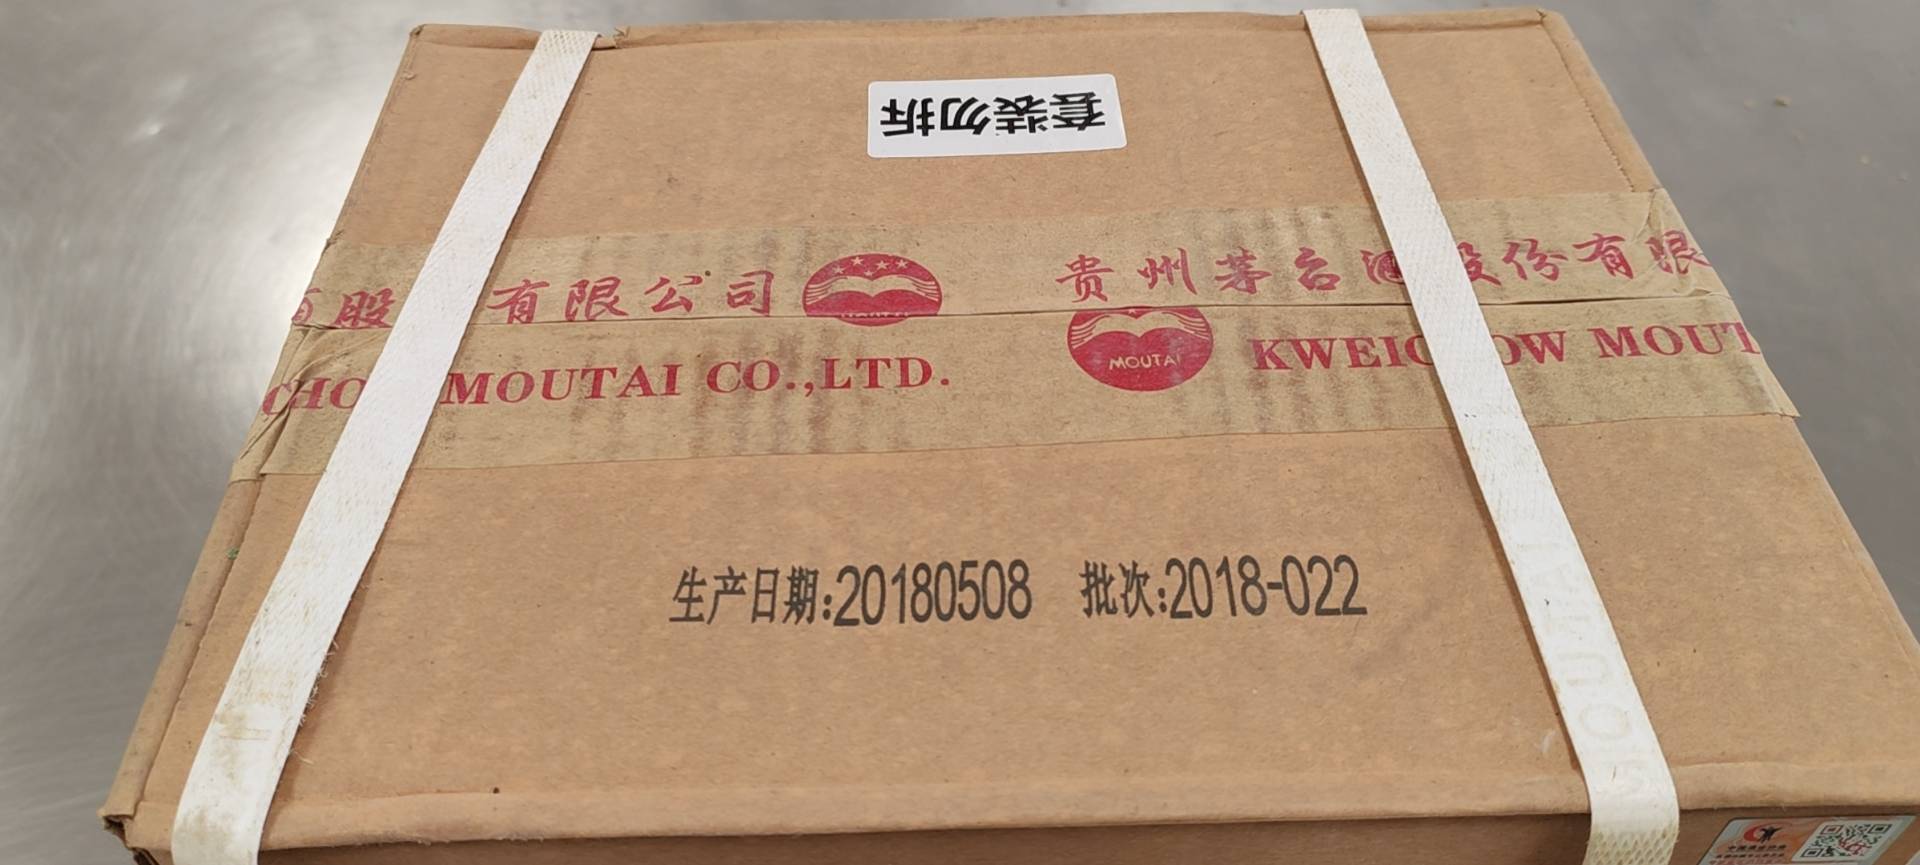 套装勿拆
股 有限公司 贵州茅台酒股份有限
MOUTAI
CHO MOUTAI CO.,LTD. KWEIC OW MOUT
生产日期:20180508 批次:2018-022
MOUTAI